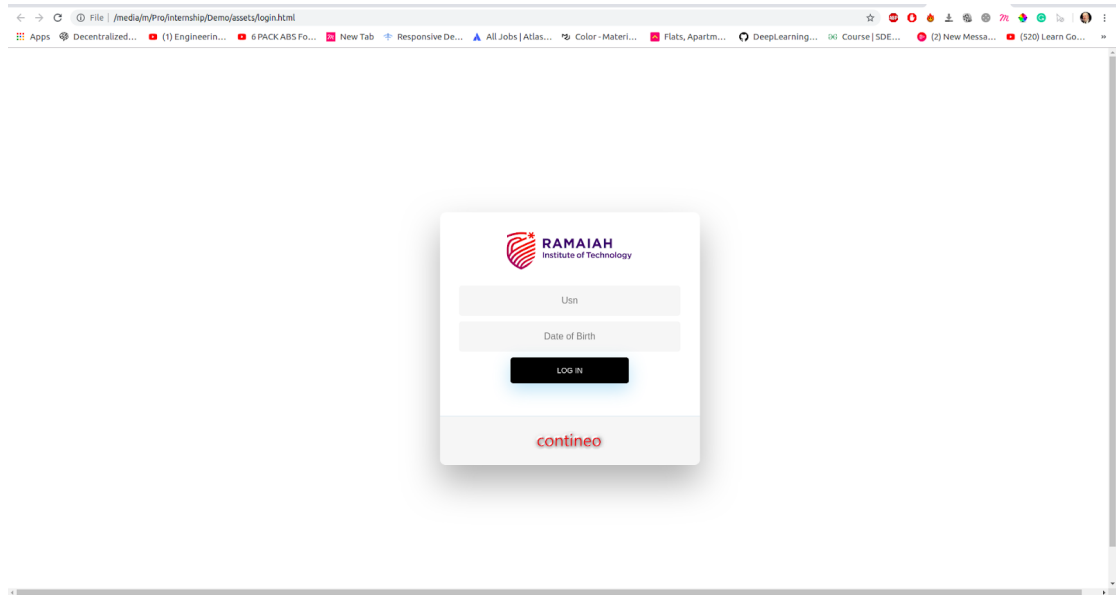 File | /media/m/Pro/internship/Demo/assets/login.html
Apps Decentralized... (1) Engineerin... 6 PACK ABS Fo... New Tab Responsive De... All Jobs | Atlas... Color - Materi... Flats, Apartm... DeepLearning... Course | SDE... (2) New Messa... (520) Learn Go... »
RAMAIAH
Institute of Technology
Usn
Date of Birth
LOG IN
contineo